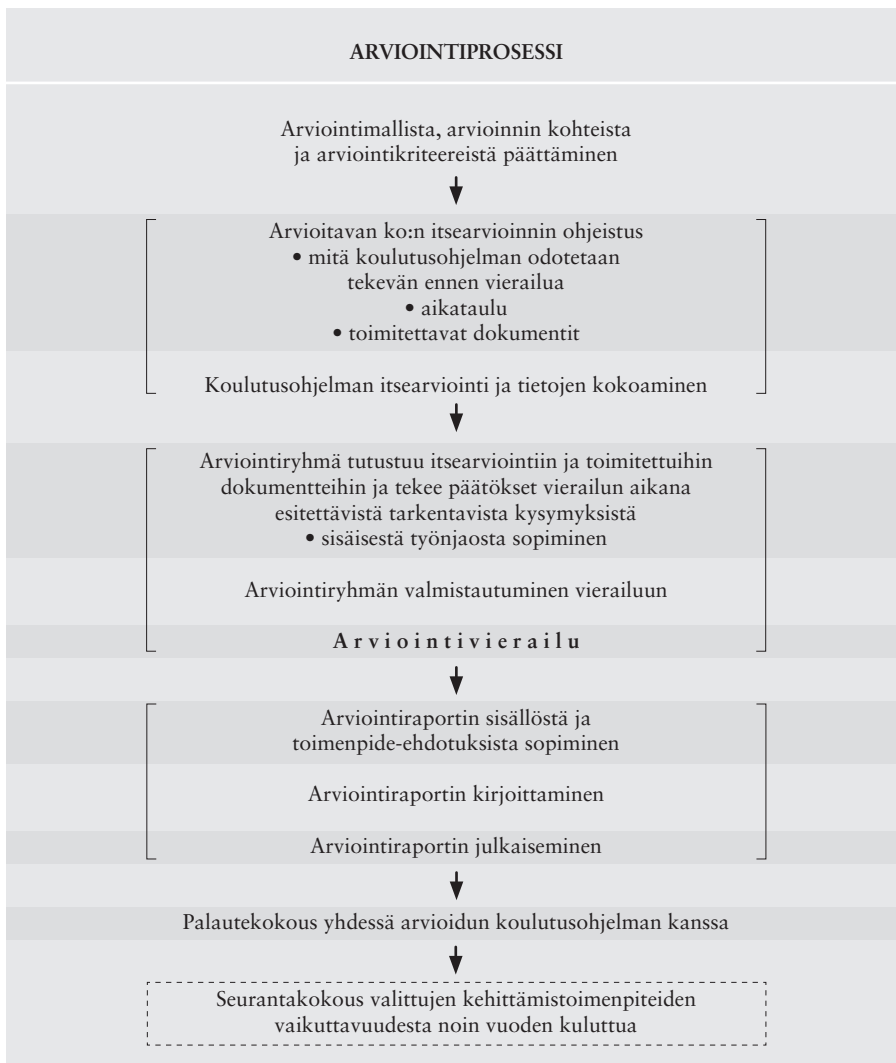 ARVIOINTIPROSESSI
Arviointimallista, arvioinnin kohteista
ja arviointikriteereistä päättäminen
Arvioitavan ko:n itsearvioinnin ohjeistus
• mitä koulutusohjelman odotetaan
tekevän ennen vierailua
• aikataulu
• toimitettavat dokumentit
Koulutusohjelman itsearviointi ja tietojen kokoaminen
Arviointiryhmä tutustuu itsearviointiin ja toimitettuihin
dokumentteihin ja tekee päätökset vierailun aikana
esitettävistä tarkentavista kysymyksistä
• sisäisestä työnjaosta sopiminen
Arviointiryhmän valmistautuminen vierailuun
Arviointivierailu
Arviointiraportin sisällöstä ja
toimenpide-ehdotuksista sopiminen
Arviointiraportin kirjoittaminen
Arviointiraportin julkaiseminen
Palautekokous yhdessä arvioidun koulutusohjelman kanssa
Seurantakokous valittujen kehittämistoimenpiteiden
vaikuttavuudesta noin vuoden kuluttua